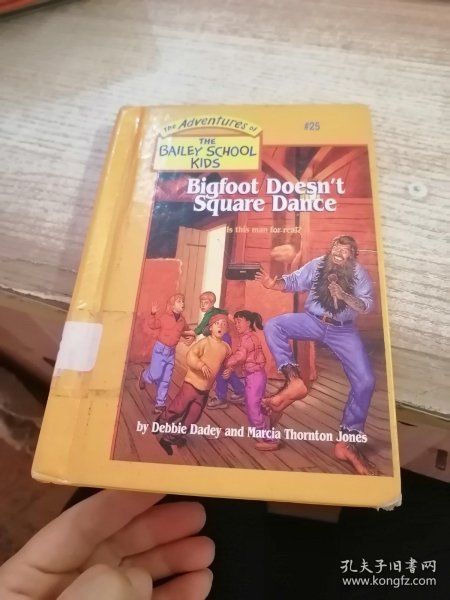 The Adventures of
THE
BAILEY SCHOOL
KIDS
#25
Bigfoot Doesn't
Square Dance
Is this man for real?
by Debbie Dadey and Marcia Thornton Jones
孔夫子旧书网
www.kongfz.com